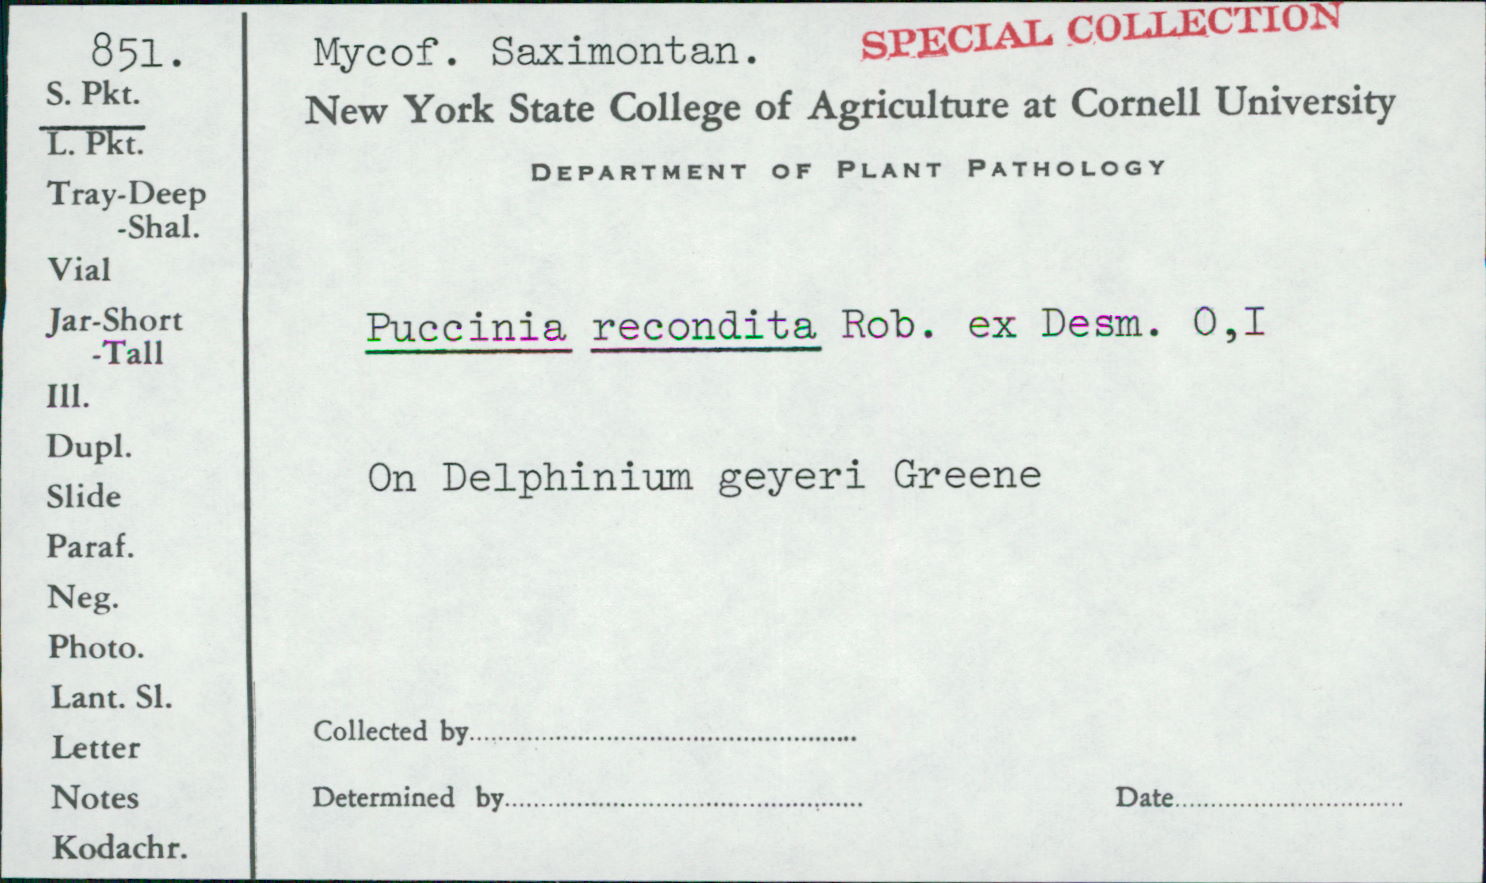 851.
S. Pkt.
L. Pkt.
Tray-Deep
-Shal.
Vial
Jar-Short
-Tall
Ill.
Dupl.
Slide
Paraf.
Neg.
Photo.
Lant. Sl.
Letter
Notes
Kodachr.
Mycof. Saximontan.
SPECIAL COLLECTION
New York State College of Agriculture at Cornell University
DEPARTMENT OF PLANT PATHOLOGY
Puccinia recondita Rob. ex Desm. O,I
On Delphinium geyeri Greene
Collected by
Determined by
Date